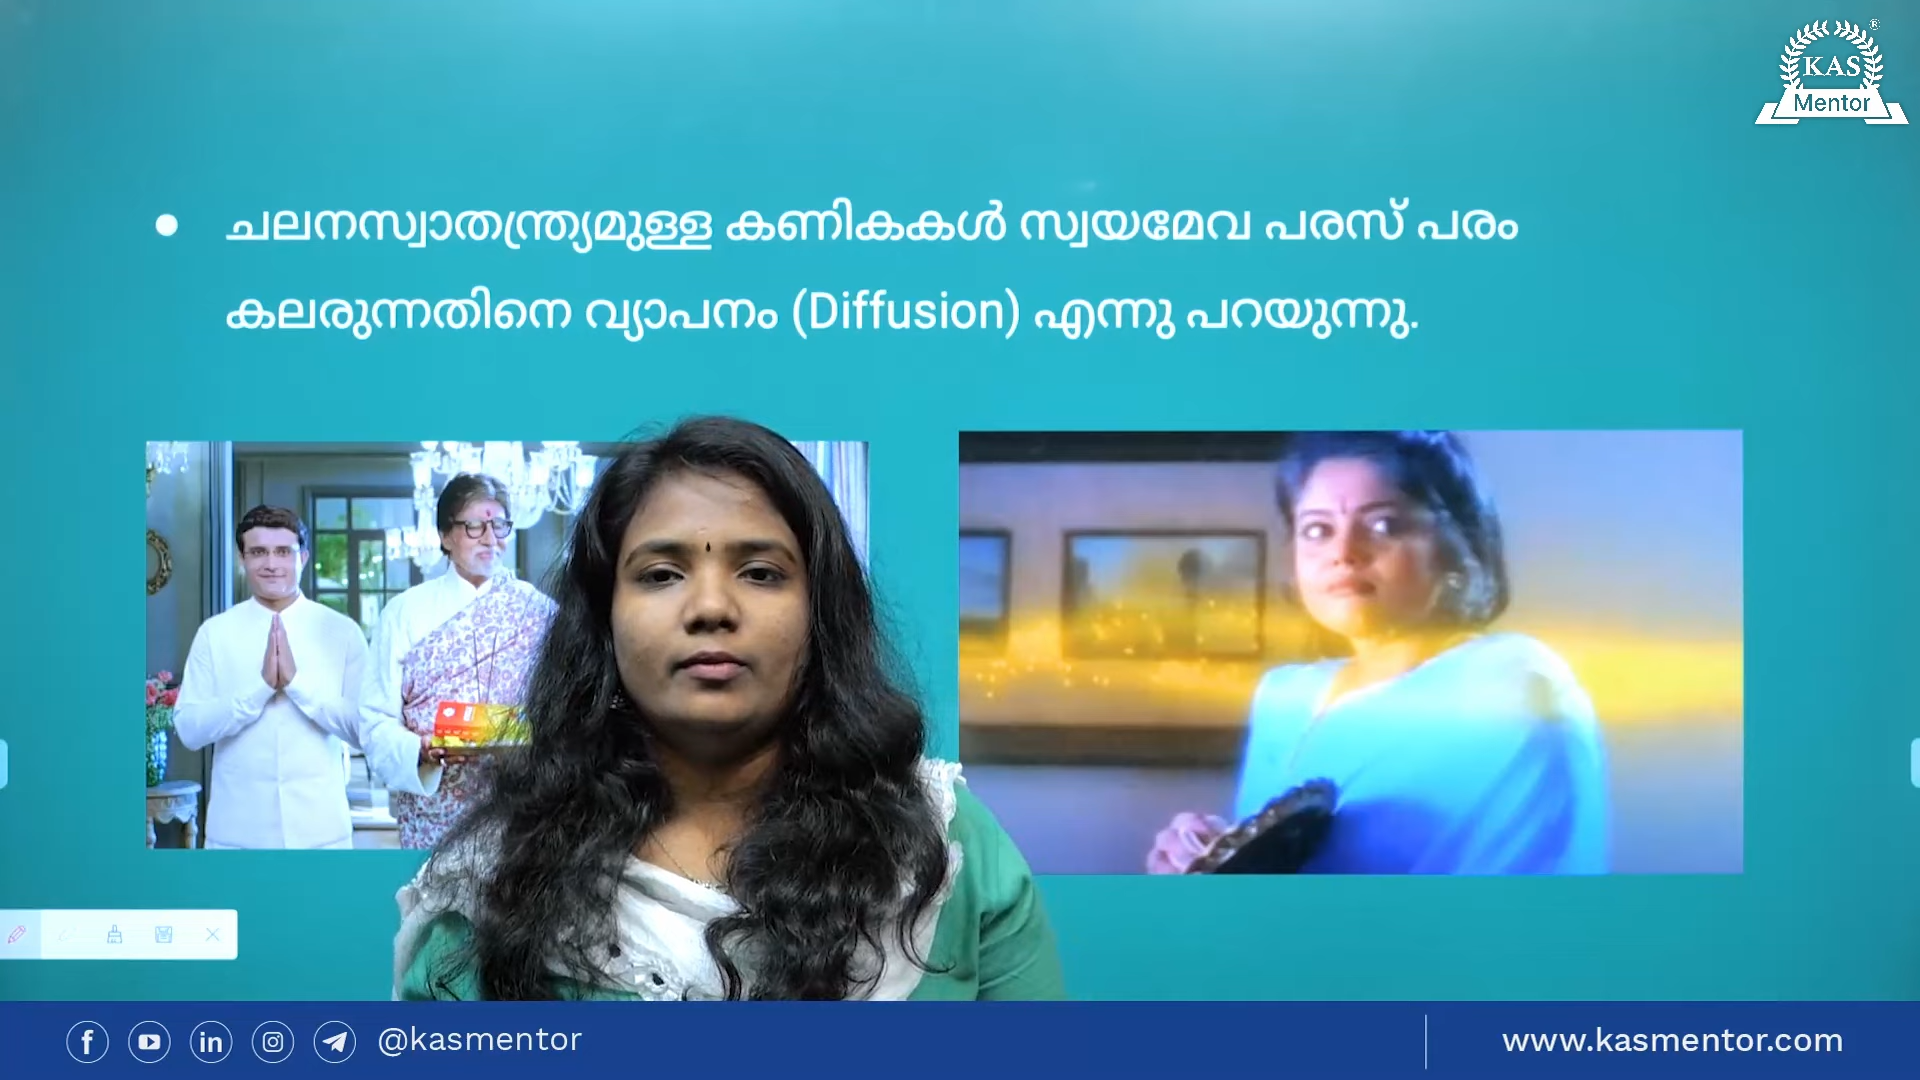 KAS
Mentor
ചലനസ്വാതന്ത്ര്യമുള്ള കണികകൾ സ്വയമേവ പരസ് പരം
കലരുന്നതിനെ വ്യാപനം (Diffusion) എന്നു പറയുന്നു.
@kasmentor
www.kasmentor.com